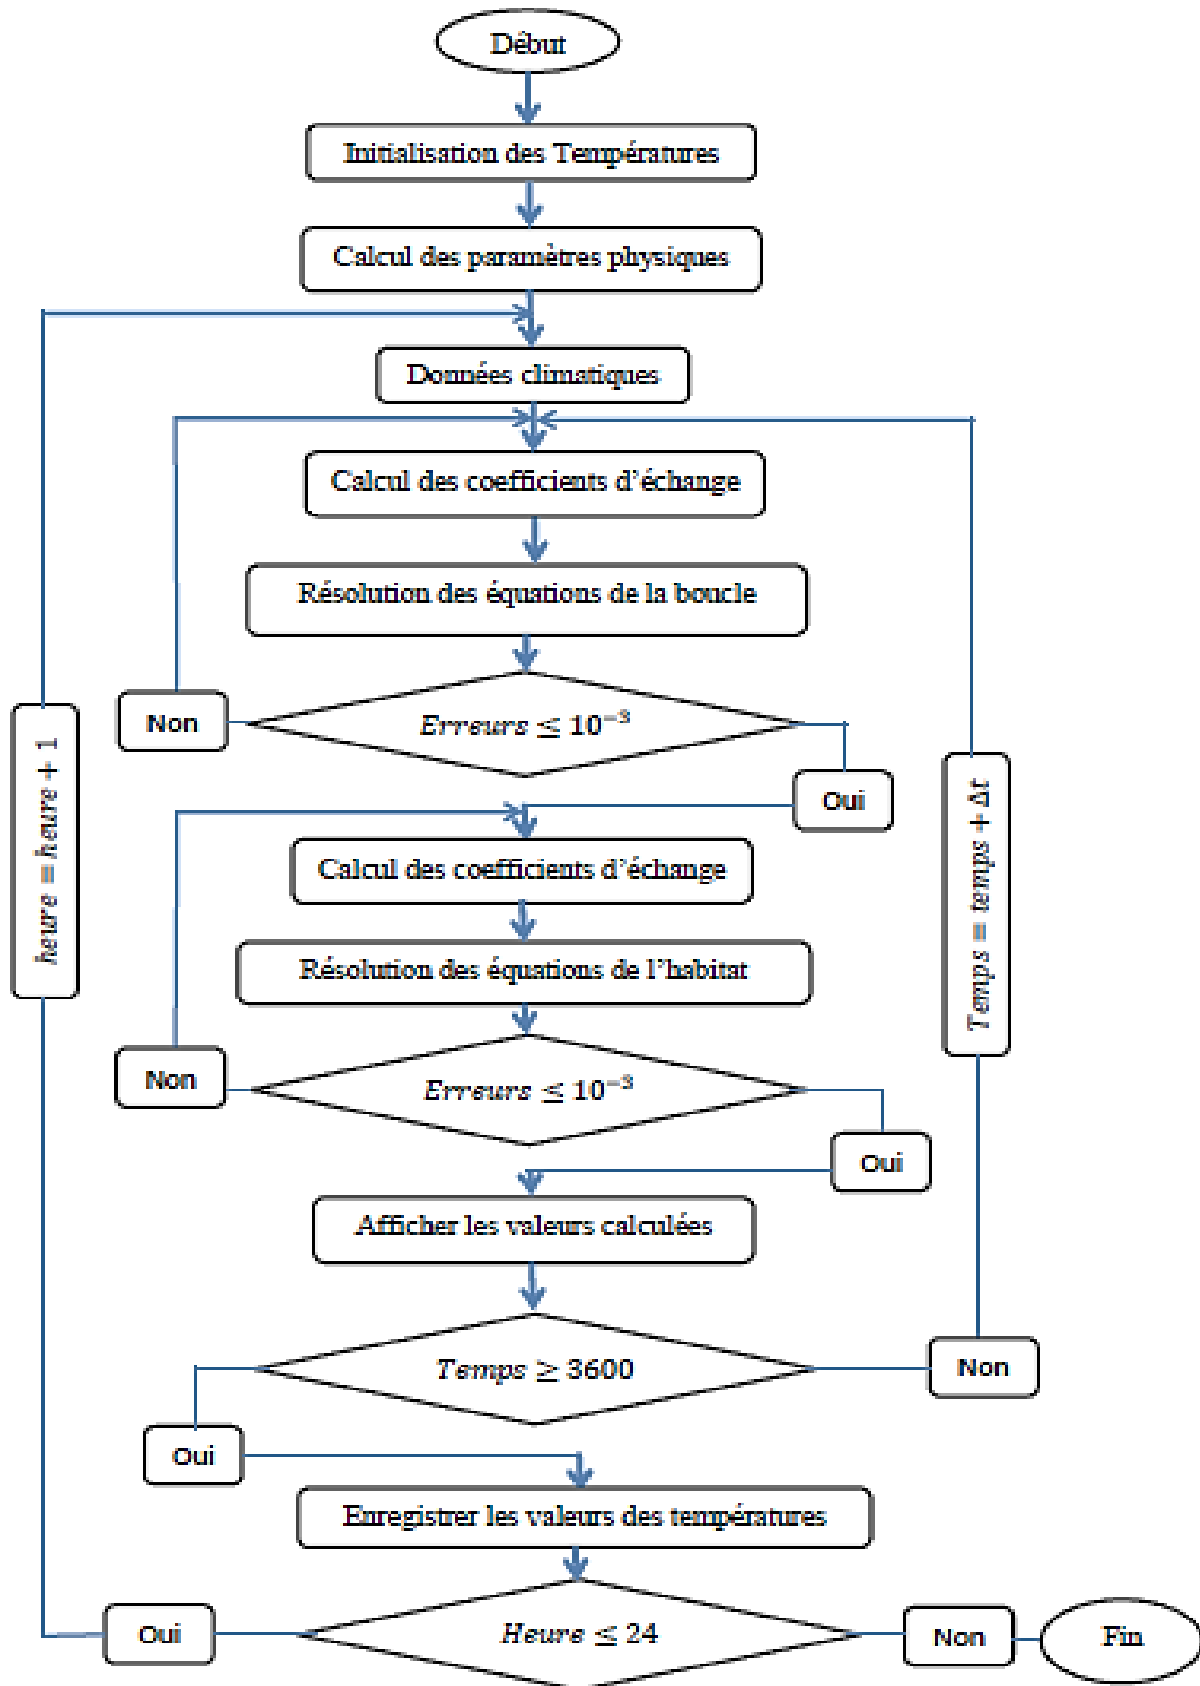 Début
Initialisation des Températures
Calcul des paramètres physiques
Données climatiques
Calcul des coefficients d'échange
Résolution des équations de la boucle
Non
Erreurs ≤ 10⁻³
Oui
heure = heure + 1
Temps = temps + Δt
Calcul des coefficients d'échange
Résolution des équations de l'habitat
Non
Erreurs ≤ 10⁻³
Oui
Afficher les valeurs calculées
Temps ≥ 3600
Non
Oui
Enregistrer les valeurs des températures
Oui
Heure ≤ 24
Non
Fin